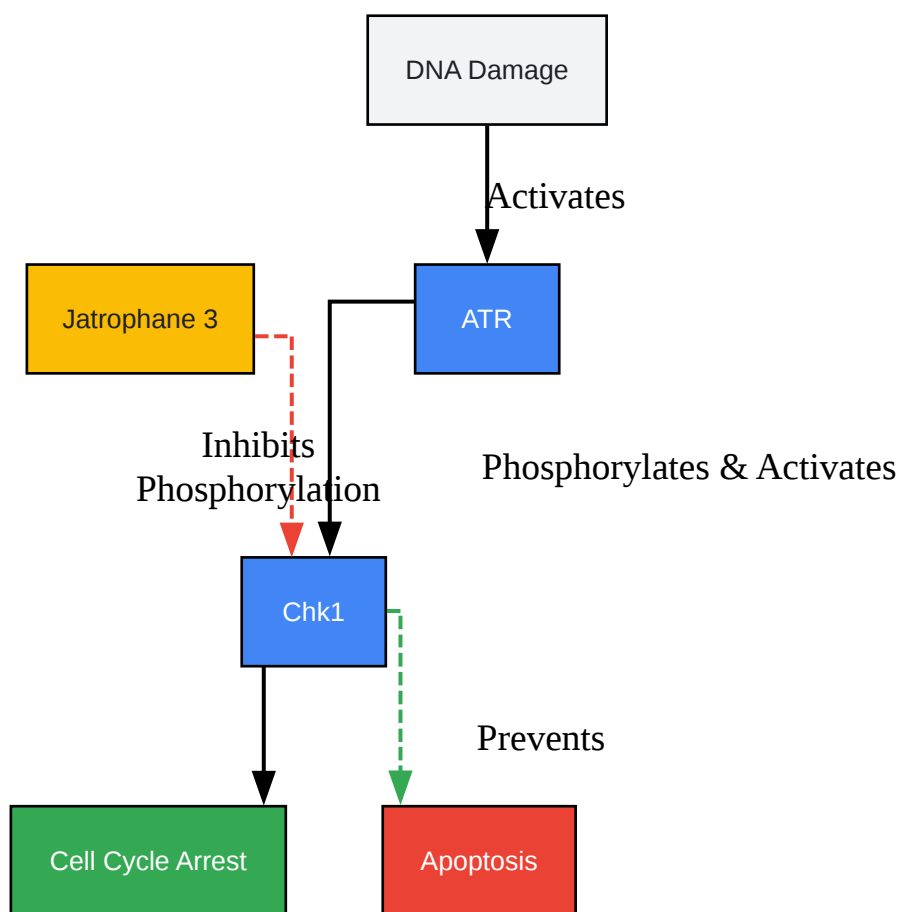 DNA Damage
Activates
Jatrophane 3
ATR
Inhibits
Phosphorylation
Phosphorylates & Activates
Chk1
Prevents
Cell Cycle Arrest
Apoptosis